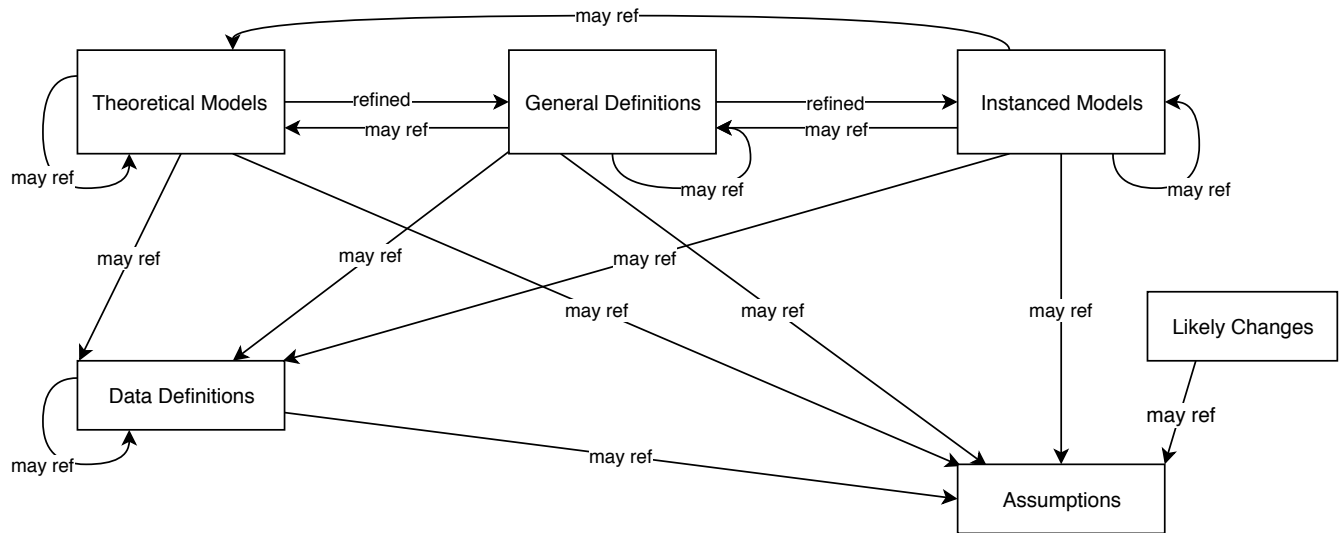 may ref
Theoretical Models
refined
General Definitions
refined
Instanced Models
may ref
may ref
may ref
may ref
may ref
may ref
may ref
may ref
may ref
may ref
may ref
may ref
Likely Changes
Data Definitions
may ref
may ref
may ref
Assumptions